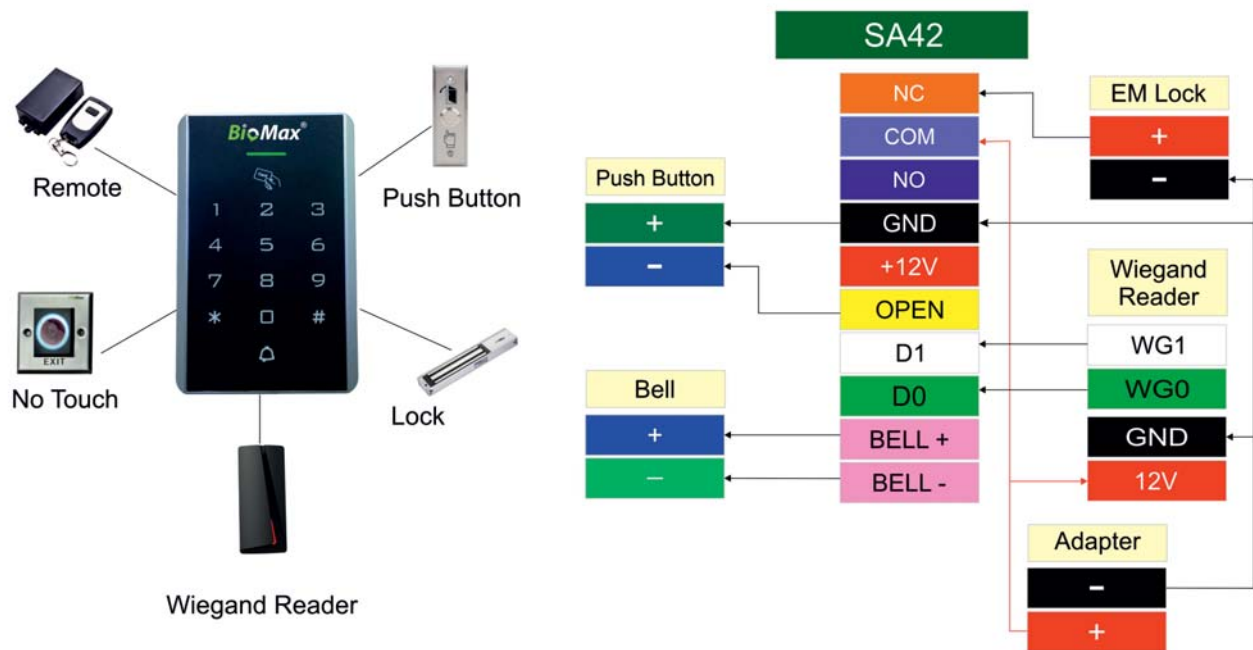 Remote
BioMax®
1 2 3
4 5 6
7 8 9
* #
Push Button
EXIT
No Touch
Lock
Wiegand Reader
SA42
NC
COM
NO
GND
+12V
OPEN
D1
D0
BELL +
BELL -
Push Button
+
-
Bell
+
-
EM Lock
+
-
Wiegand
Reader
WG1
WG0
GND
12V
Adapter
-
+